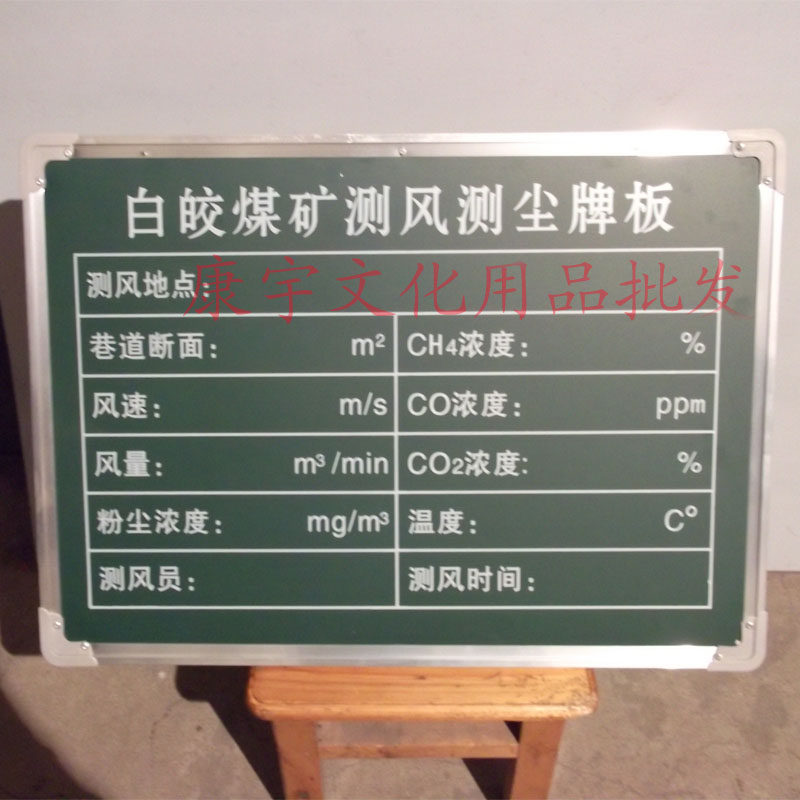 白皎煤矿测风测尘牌板
测风地点:
康宇文化用品批发
巷道断面: m² CH4浓度: %
风速: m/s CO浓度: ppm
风量: m³/min CO2浓度: %
粉尘浓度: mg/m³ 温度: C°
测风员: 测风时间: